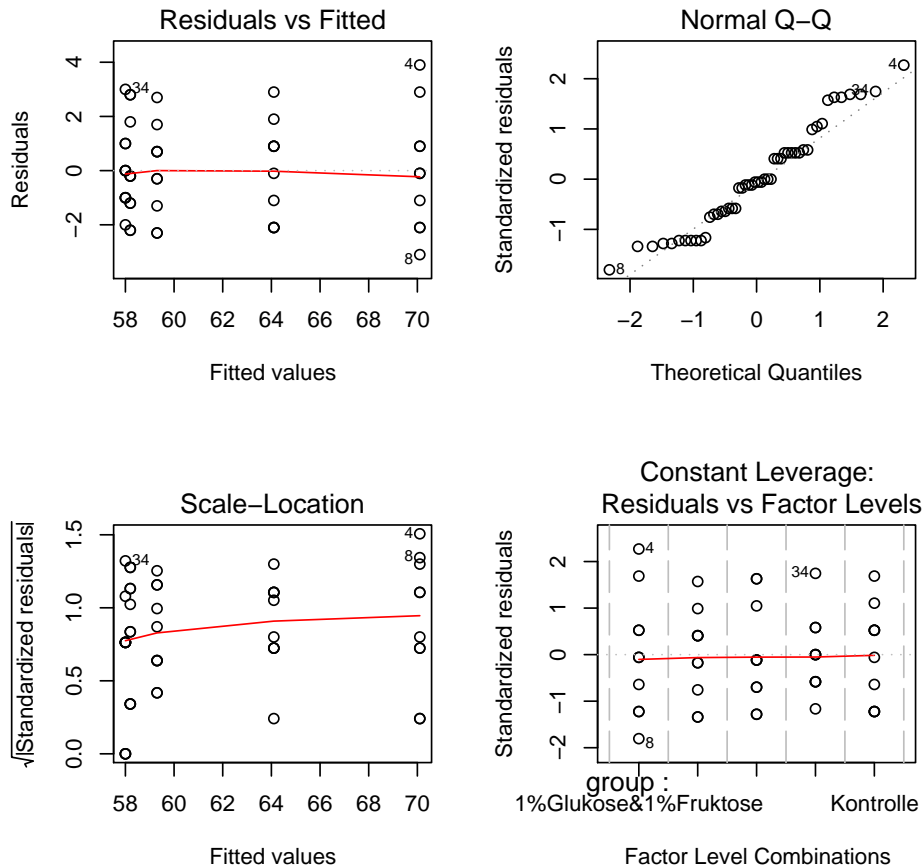 Residuals vs Fitted
Residuals
4
2
0
−2
4
34
8
58 60 62 64 66 68 70
Fitted values
Normal Q−Q
Standardized residuals
2
1
0
−1
4
34
8
−2 −1 0 1 2
Theoretical Quantiles
Scale−Location
√|Standardized residuals|
1.5
1.0
0.5
0.0
4
34
8
58 60 62 64 66 68 70
Fitted values
Constant Leverage:
Residuals vs Factor Levels
Standardized residuals
2
1
0
−1
−2
4
34
8
group :
1%Glukose&1%Fruktose Kontrolle
Factor Level Combinations